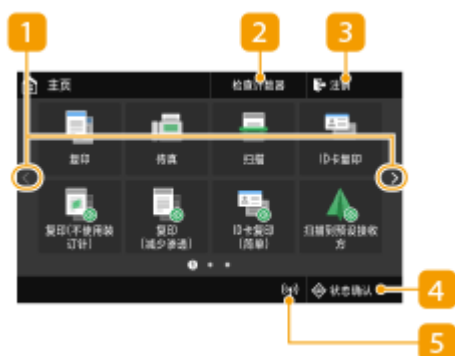 1
2
3
主页
检查计数器
注销
复印
传真
扫描
ID卡复印
复印(不使用装
订针)
复印
(减少渗透)
ID卡复印
(简单)
扫描到预设接收
方
状态确认
4
5